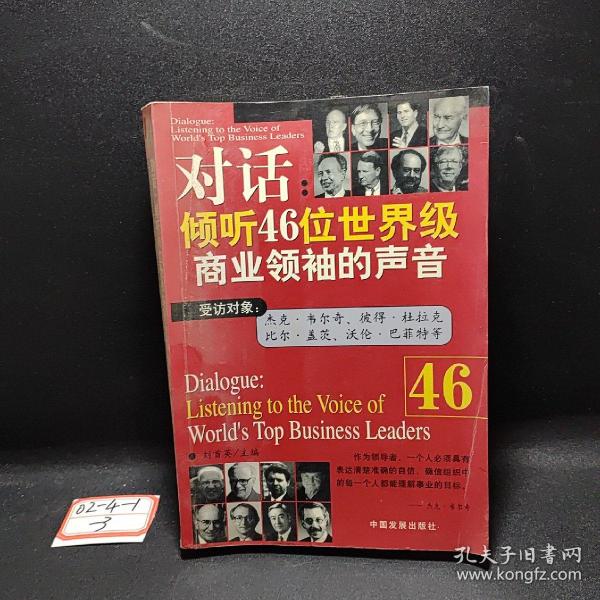 Dialogue:
Listening to the Voice of
World's Top Business Leaders
对话:
倾听46位世界级
商业领袖的声音
受访对象:
杰克·韦尔奇、彼得·杜拉克
比尔·盖茨、沃伦·巴菲特等
Dialogue:
Listening to the Voice of
World's Top Business Leaders
46
刘首英/主编
作为领导者,一个人必须具有
表达清楚准确的自信,确信组织中
的每一个人都能理解事业的目标。
——杰克·韦尔奇
中国发展出版社
02-4-1
3
孔夫子旧书网
www.kongfz.com